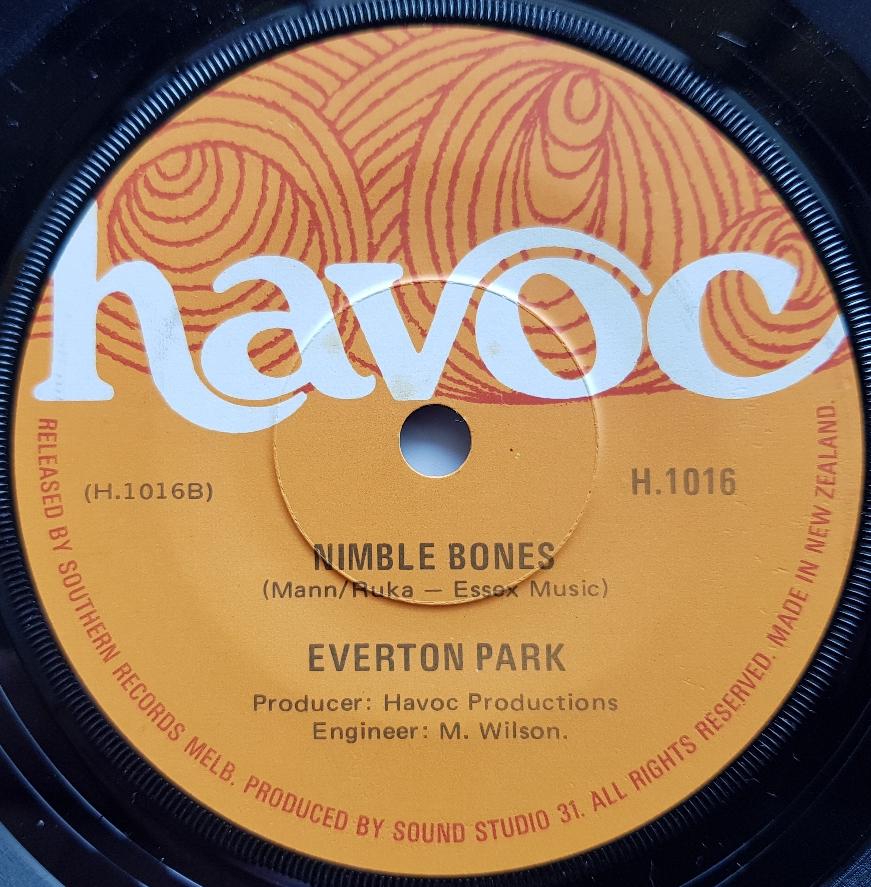 havoc
(H.1016B)
H.1016
NIMBLE BONES
(Mann/Ruka — Essex Music)
EVERTON PARK
Producer: Havoc Productions
Engineer: M. Wilson.
RELEASED BY SOUTHERN RECORDS MELB. PRODUCED BY SOUND STUDIO 31. ALL RIGHTS RESERVED. MADE IN NEW ZEALAND.